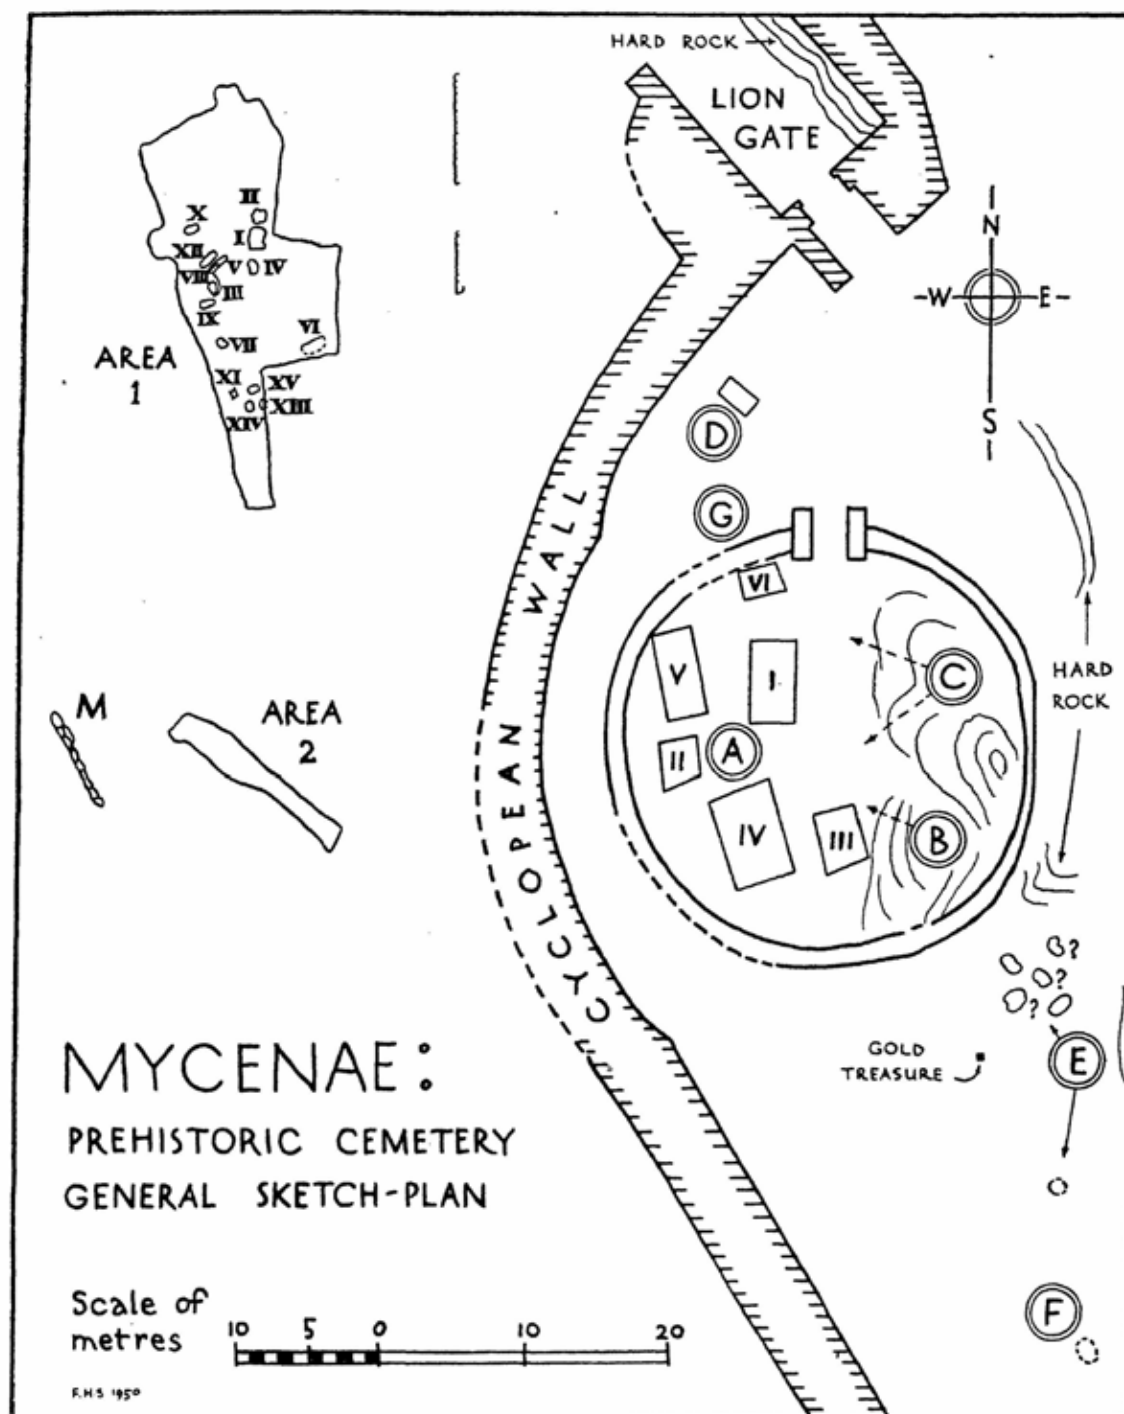 HARD ROCK
LION
GATE
N
W E
S
II
X
I
XII
V IV
VIII
III
IX
VI
VII
AREA
1
XI
XV
XIII
XIV
D
G
VI
V
I
C
HARD
ROCK
M
AREA
2
II
A
IV
III
B
CYCLOPEAN WALL
?
?
?
GOLD
TREASURE
E
MYCENAE:
PREHISTORIC CEMETERY
GENERAL SKETCH-PLAN
F
Scale of
metres
10 5 0 10 20
F.H.S 1950